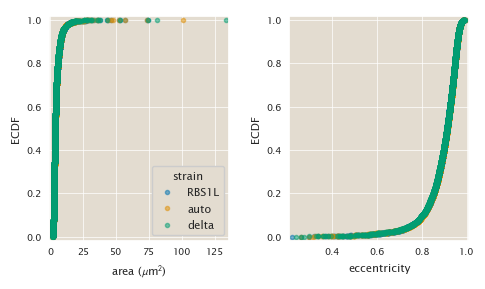 1.0
0.8
0.6
0.4
0.2
0.0
ECDF
0 25 50 75 100 125
area (μm²)
strain
RBS1L
auto
delta
1.0
0.8
0.6
0.4
0.2
0.0
ECDF
0.4 0.6 0.8 1.0
eccentricity